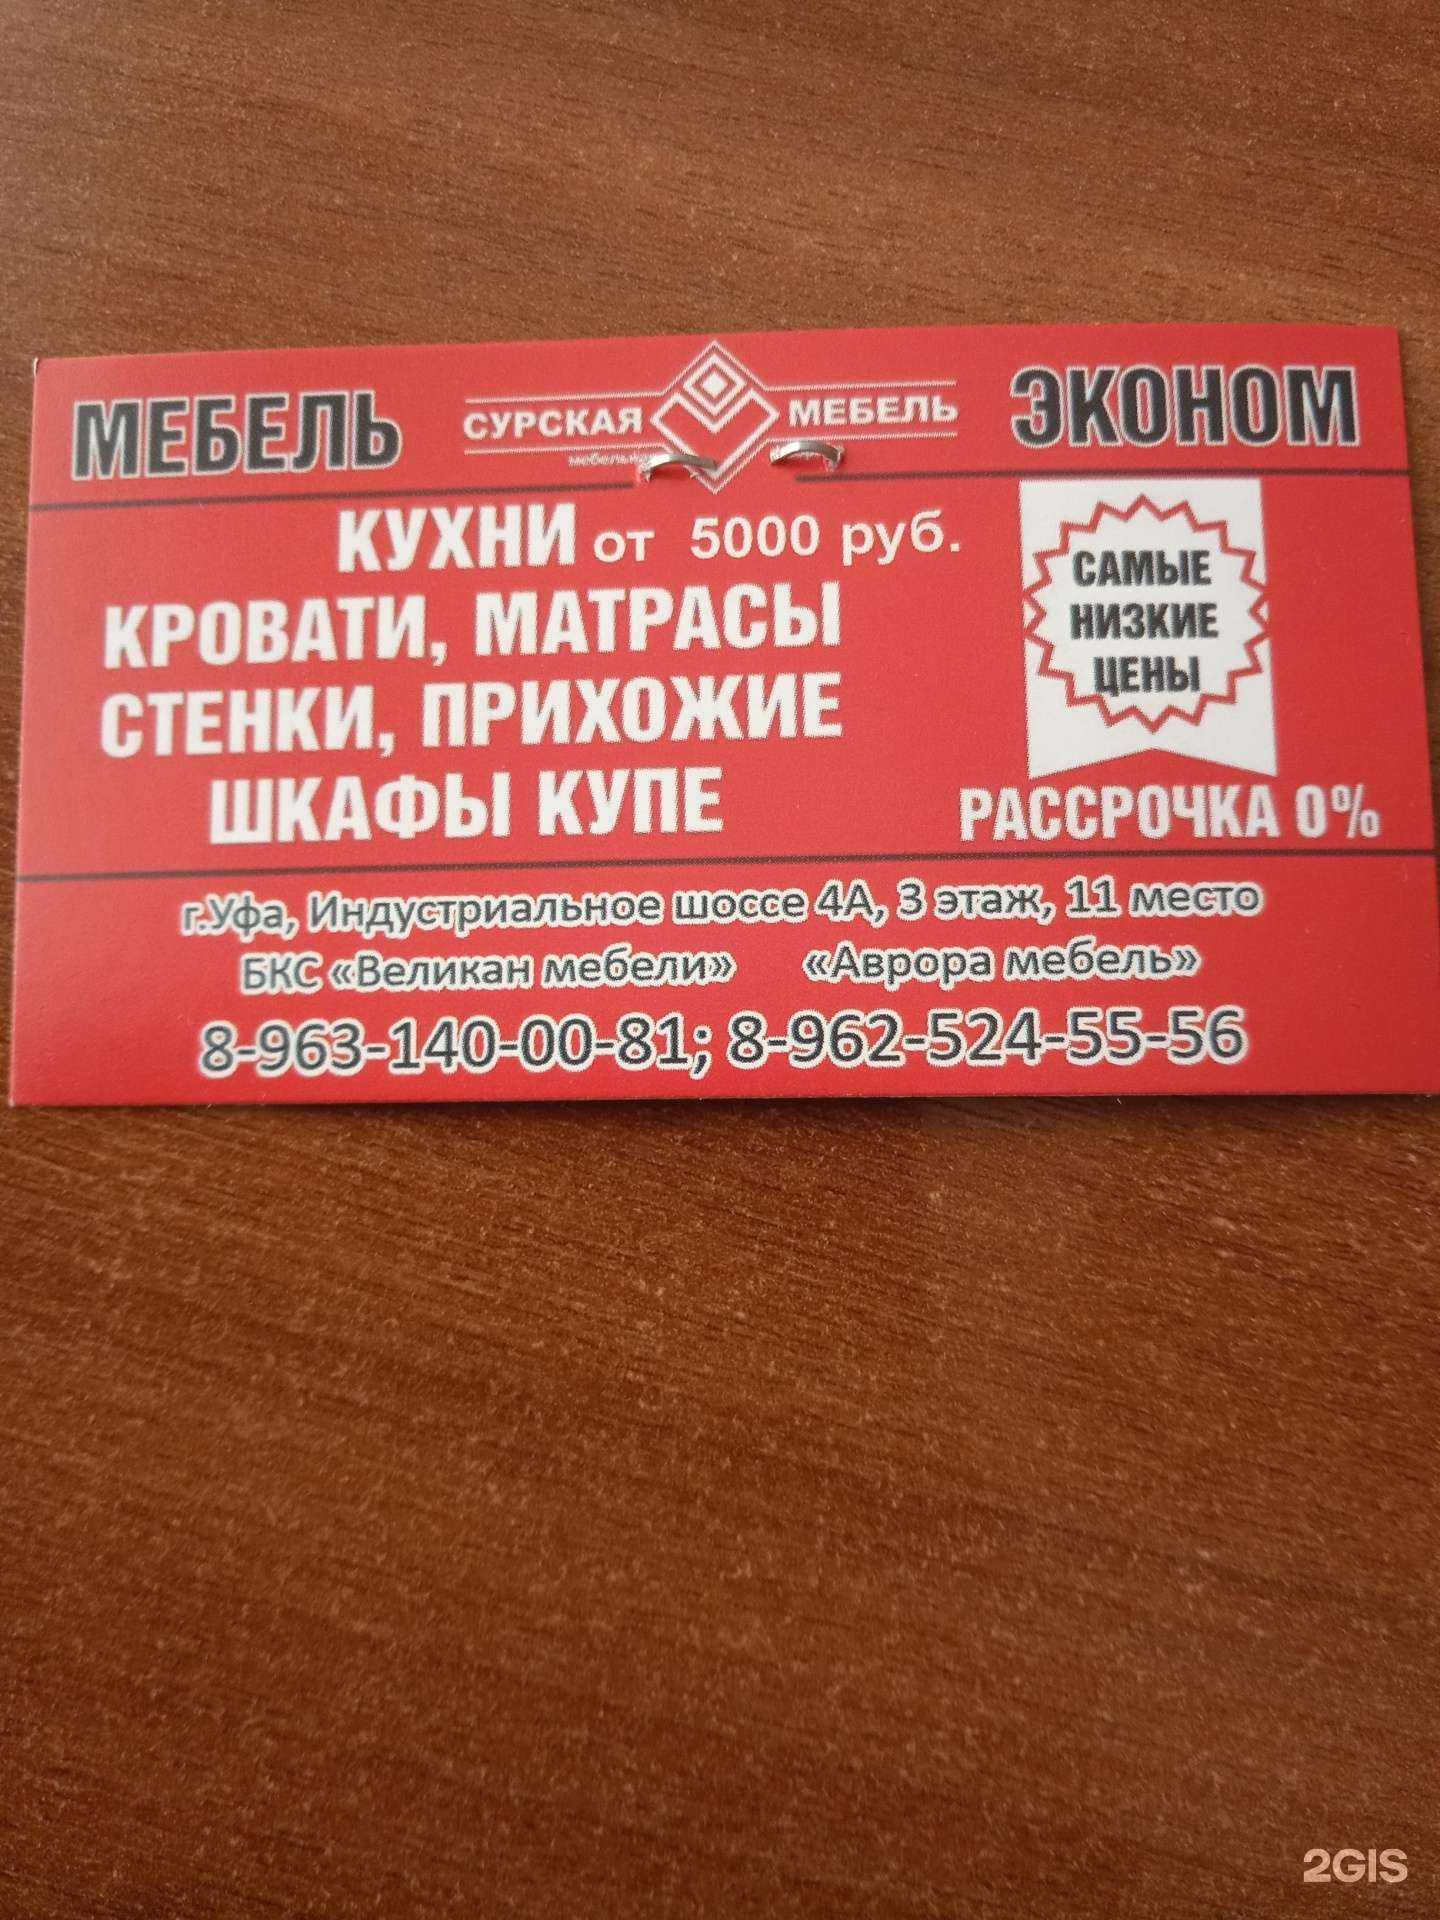 МЕБЕЛЬ СУРСКАЯ МЕБЕЛЬ ЭКОНОМ
КУХНИ от 5000 руб.
КРОВАТИ, МАТРАСЫ
СТЕНКИ, ПРИХОЖИЕ
ШКАФЫ КУПЕ
САМЫЕ
НИЗКИЕ
ЦЕНЫ
РАССРОЧКА 0%
г.Уфа, Индустриальное шоссе 4А, 3 этаж, 11 место
БКС «Великан мебели» «Аврора мебель»
8-963-140-00-81; 8-962-524-55-56
2GIS